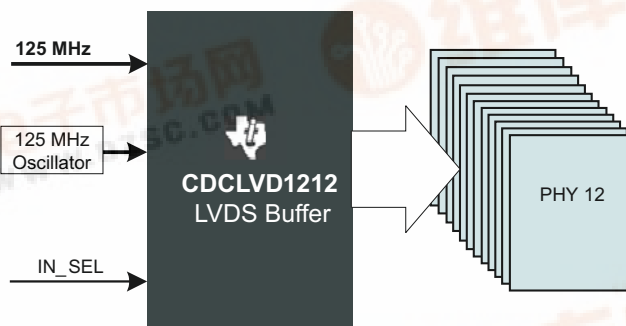 125 MHz
125 MHz
Oscillator
IN_SEL
CDCLVD1212
LVDS Buffer
PHY 12